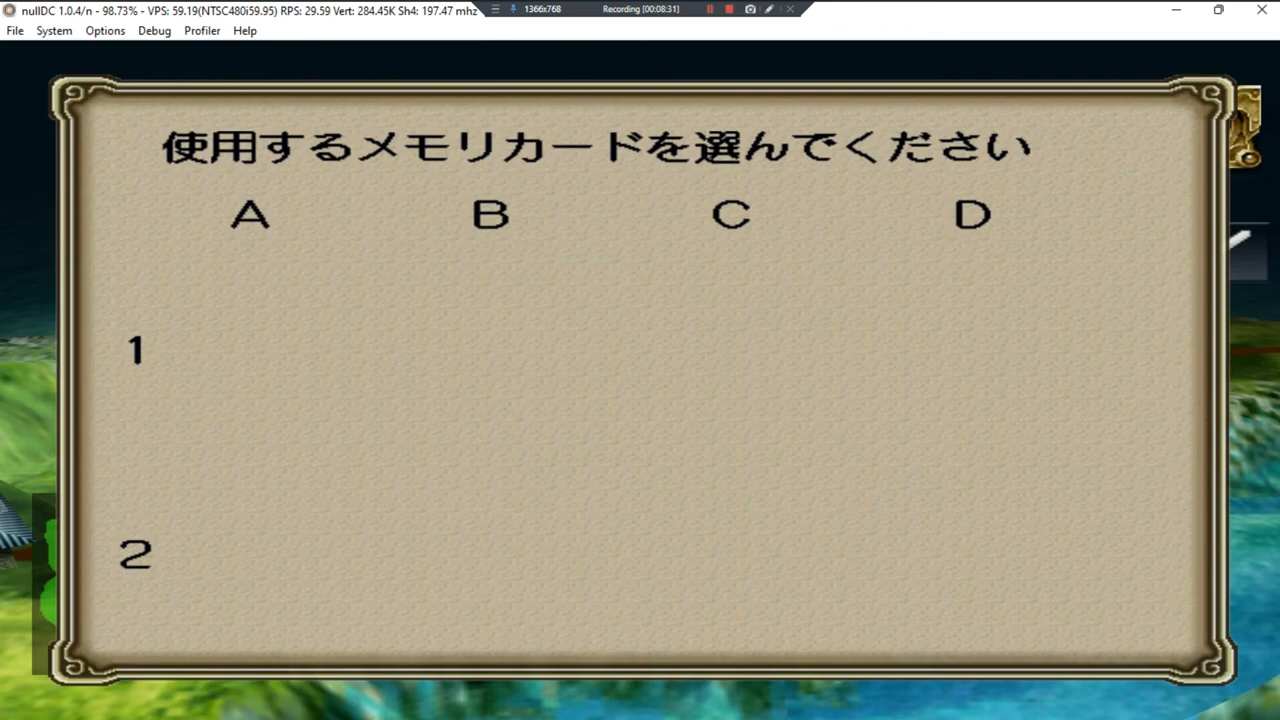 nullDC 1.0.4/n - 98.73% - VPS: 59.19(NTSC480i59.95) RPS: 29.59 Vert: 284.45K Sh4: 197.47 mhz
1366x768 Recording [00:08:31]
File System Options Debug Profiler Help
使用するメモリカードを選んでください
A B C D
1
2